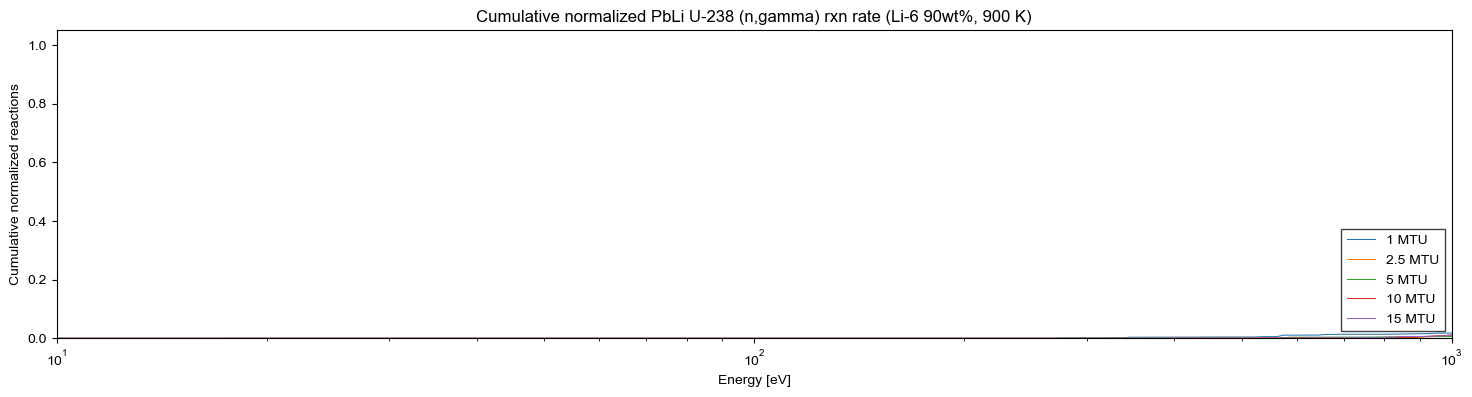 Cumulative normalized PbLi U-238 (n,gamma) rxn rate (Li-6 90wt%, 900 K)
Cumulative normalized reactions
1.0
0.8
0.6
0.4
0.2
0.0
1 MTU
2.5 MTU
5 MTU
10 MTU
15 MTU
10¹ 10² 10³
Energy [eV]